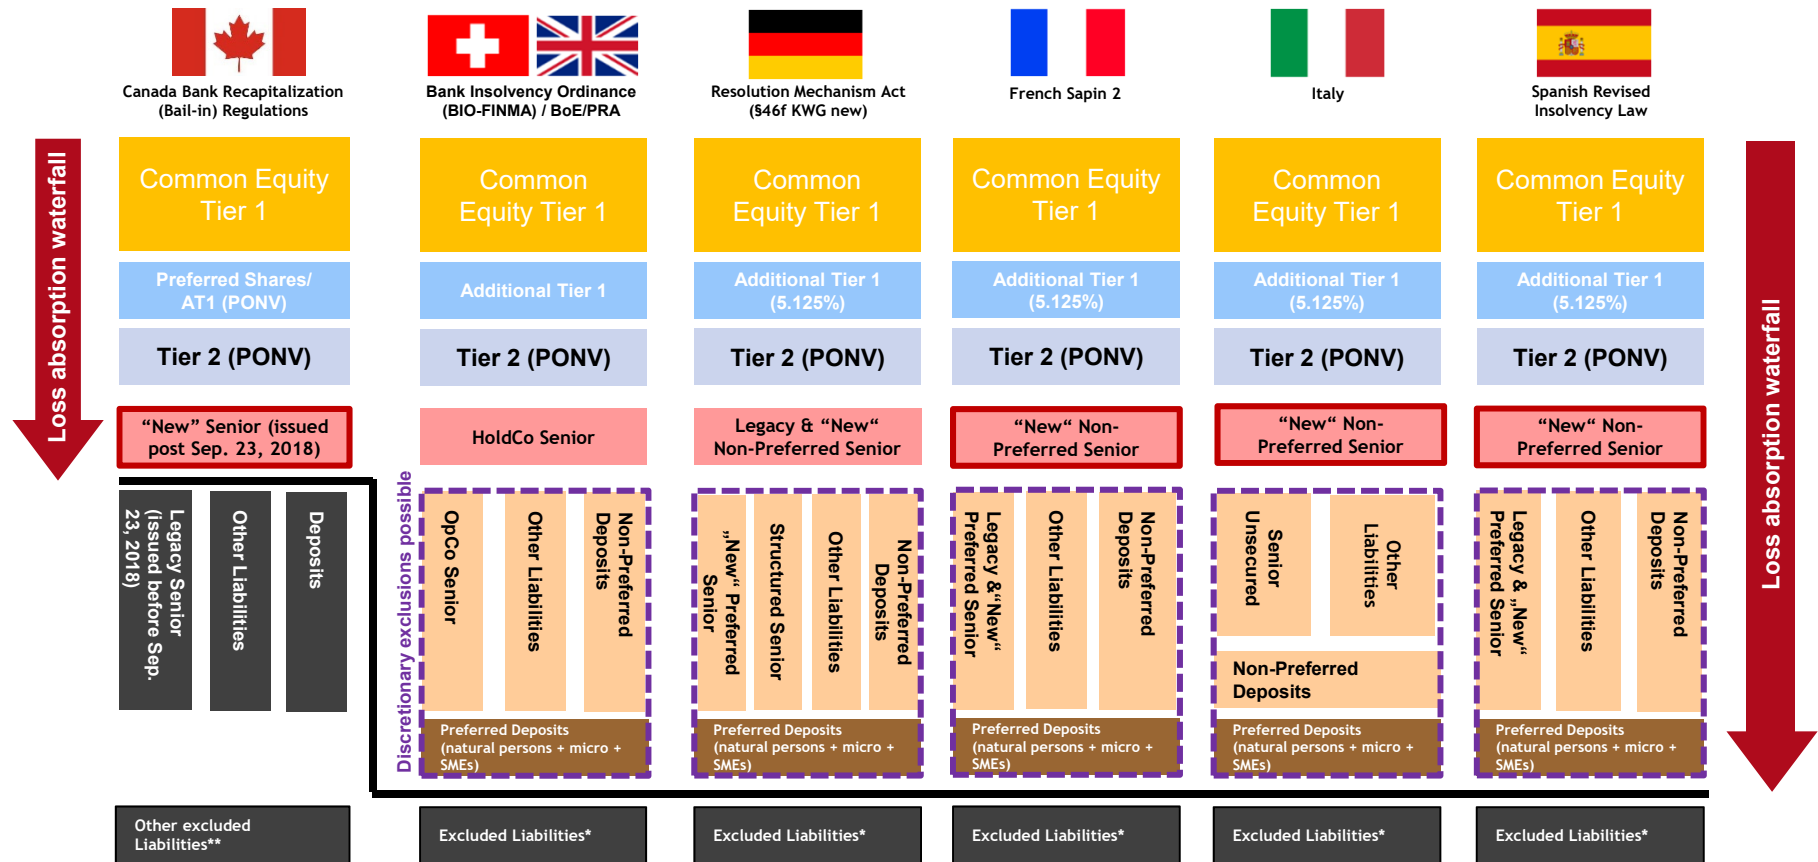 Canada Bank Recapitalization
(Bail-in) Regulations
Bank Insolvency Ordinance
(BIO-FINMA) / BoE/PRA
Resolution Mechanism Act
(§46f KWG new)
French Sapin 2
Italy
Spanish Revised
Insolvency Law
Loss absorption waterfall
Common Equity
Tier 1
Common
Equity Tier 1
Common
Equity Tier 1
Common Equity
Tier 1
Common
Equity Tier 1
Common Equity
Tier 1
Loss absorption waterfall
Preferred Shares/
AT1 (PONV)
Additional Tier 1
Additional Tier 1
(5.125%)
Additional Tier 1
(5.125%)
Additional Tier 1
(5.125%)
Additional Tier 1
(5.125%)
Tier 2 (PONV)
Tier 2 (PONV)
Tier 2 (PONV)
Tier 2 (PONV)
Tier 2 (PONV)
Tier 2 (PONV)
“New” Senior (issued
post Sep. 23, 2018)
HoldCo Senior
Legacy & “New“
Non-Preferred Senior
“New“ Non-
Preferred Senior
“New“ Non-
Preferred Senior
“New“ Non-
Preferred Senior
Legacy Senior
(issued before Sep.
23, 2018)
Other Liabilities
Deposits
Discretionary exclusions possible
OpCo Senior
Other Liabilities
Non-Preferred
Deposits
„New“ Preferred
Senior
Structured Senior
Other Liabilities
Non-Preferred
Deposits
Legacy &“New“
Preferred Senior
Other Liabilities
Non-Preferred
Deposits
Senior
Unsecured
Other
Liabilities
Non-Preferred
Deposits
Legacy & „New“
Preferred Senior
Other Liabilities
Non-Preferred
Deposits
Preferred Deposits
(natural persons + micro +
SMEs)
Preferred Deposits
(natural persons + micro +
SMEs)
Preferred Deposits
(natural persons + micro +
SMEs)
Preferred Deposits
(natural persons + micro +
SMEs)
Preferred Deposits
(natural persons + micro +
SMEs)
Other excluded
Liabilities**
Excluded Liabilities*
Excluded Liabilities*
Excluded Liabilities*
Excluded Liabilities*
Excluded Liabilities*